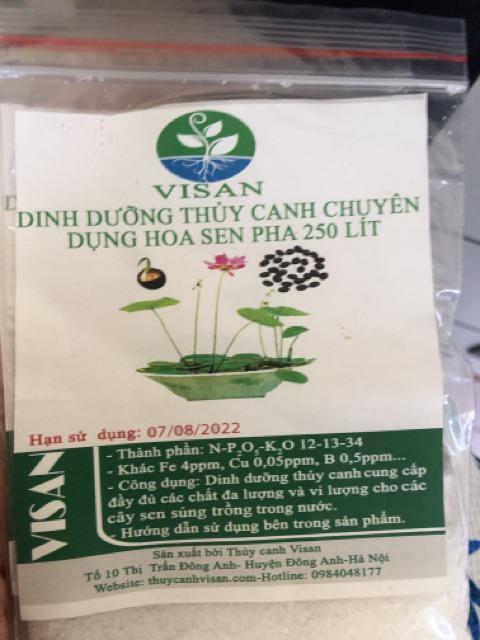 VISAN
DINH DƯỠNG THỦY CANH CHUYÊN
DỤNG HOA SEN PHA 250 LÍT
Hạn sử dụng: 07/08/2022
VISAN
- Thành phần: N-P₂O₅-K₂O 12-13-34
- Khác Fe 4ppm, Cu 0,05ppm, B 0,5ppm...
- Công dụng: Dinh dưỡng thủy canh cung cấp
đầy đủ các chất đa lượng và vi lượng cho các
cây sen súng trồng trong nước.
- Hướng dẫn sử dụng bên trong sản phẩm.
Sản xuất bởi Thủy canh Visan
Tổ 10 Thị Trấn Đông Anh- Huyện Đông Anh-Hà Nội
Website: thuycanhvisan.com-Hotline: 0984048177